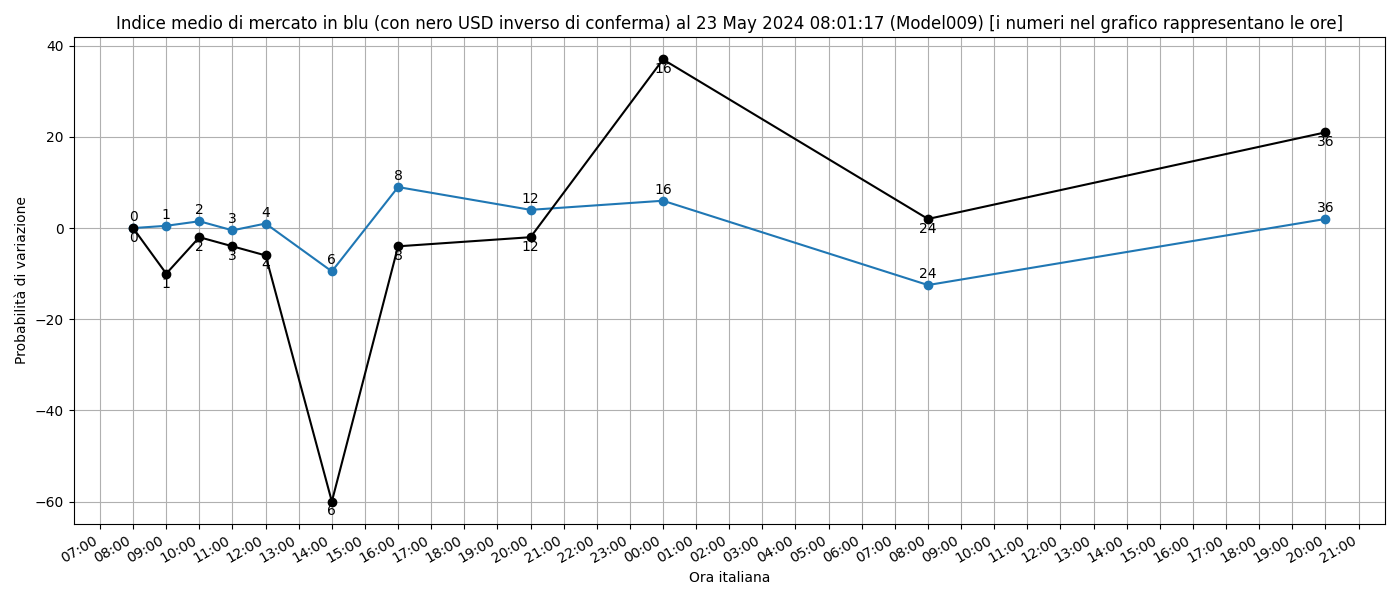 Indice medio di mercato in blu (con nero USD inverso di conferma) al 23 May 2024 08:01:17 (Model009) [i numeri nel grafico rappresentano le ore]
Probabilità di variazione
40
20
0
−20
−40
−60
0 1 2 3 4 6 8 12 16 24 36
0 1 2 3 4 6 8 12 16 24 36
07:00 08:00 09:00 10:00 11:00 12:00 13:00 14:00 15:00 16:00 17:00 18:00 19:00 20:00 21:00 22:00 23:00 00:00 01:00 02:00 03:00 04:00 05:00 06:00 07:00 08:00 09:00 10:00 11:00 12:00 13:00 14:00 15:00 16:00 17:00 18:00 19:00 20:00 21:00
Ora italiana